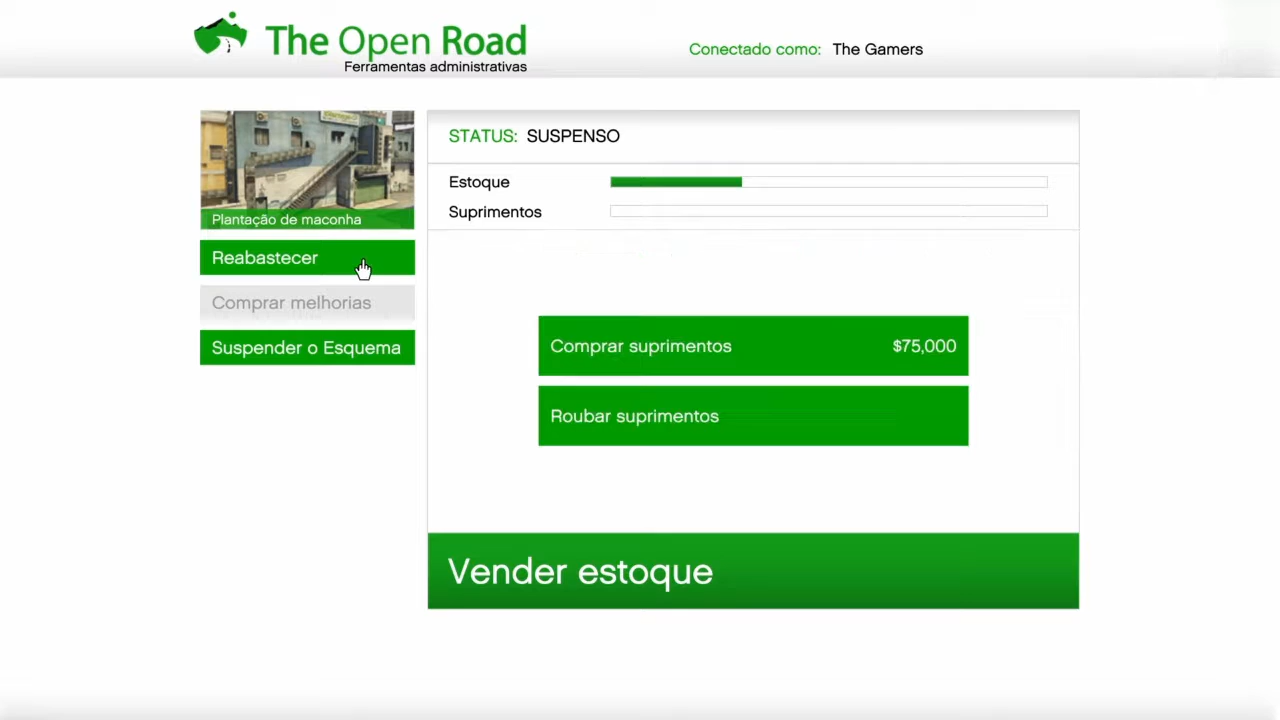 The Open Road
Ferramentas administrativas
Conectado como: The Gamers
Plantação de maconha
Reabastecer
Comprar melhorias
Suspender o Esquema
STATUS: SUSPENSO
Estoque
Suprimentos
Comprar suprimentos $75,000
Roubar suprimentos
Vender estoque